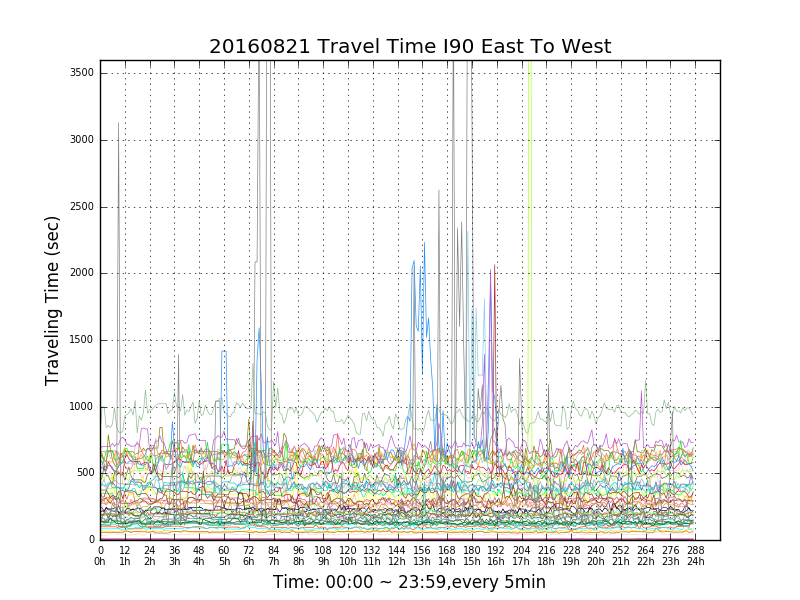 20160821 Travel Time I90 East To West
Traveling Time (sec)
3500
3000
2500
2000
1500
1000
500
0
0 12 24 36 48 60 72 84 96 108 120 132 144 156 168 180 192 204 216 228 240 252 264 276 288
0h 1h 2h 3h 4h 5h 6h 7h 8h 9h 10h 11h 12h 13h 14h 15h 16h 17h 18h 19h 20h 21h 22h 23h 24h
Time: 00:00 ~ 23:59,every 5min